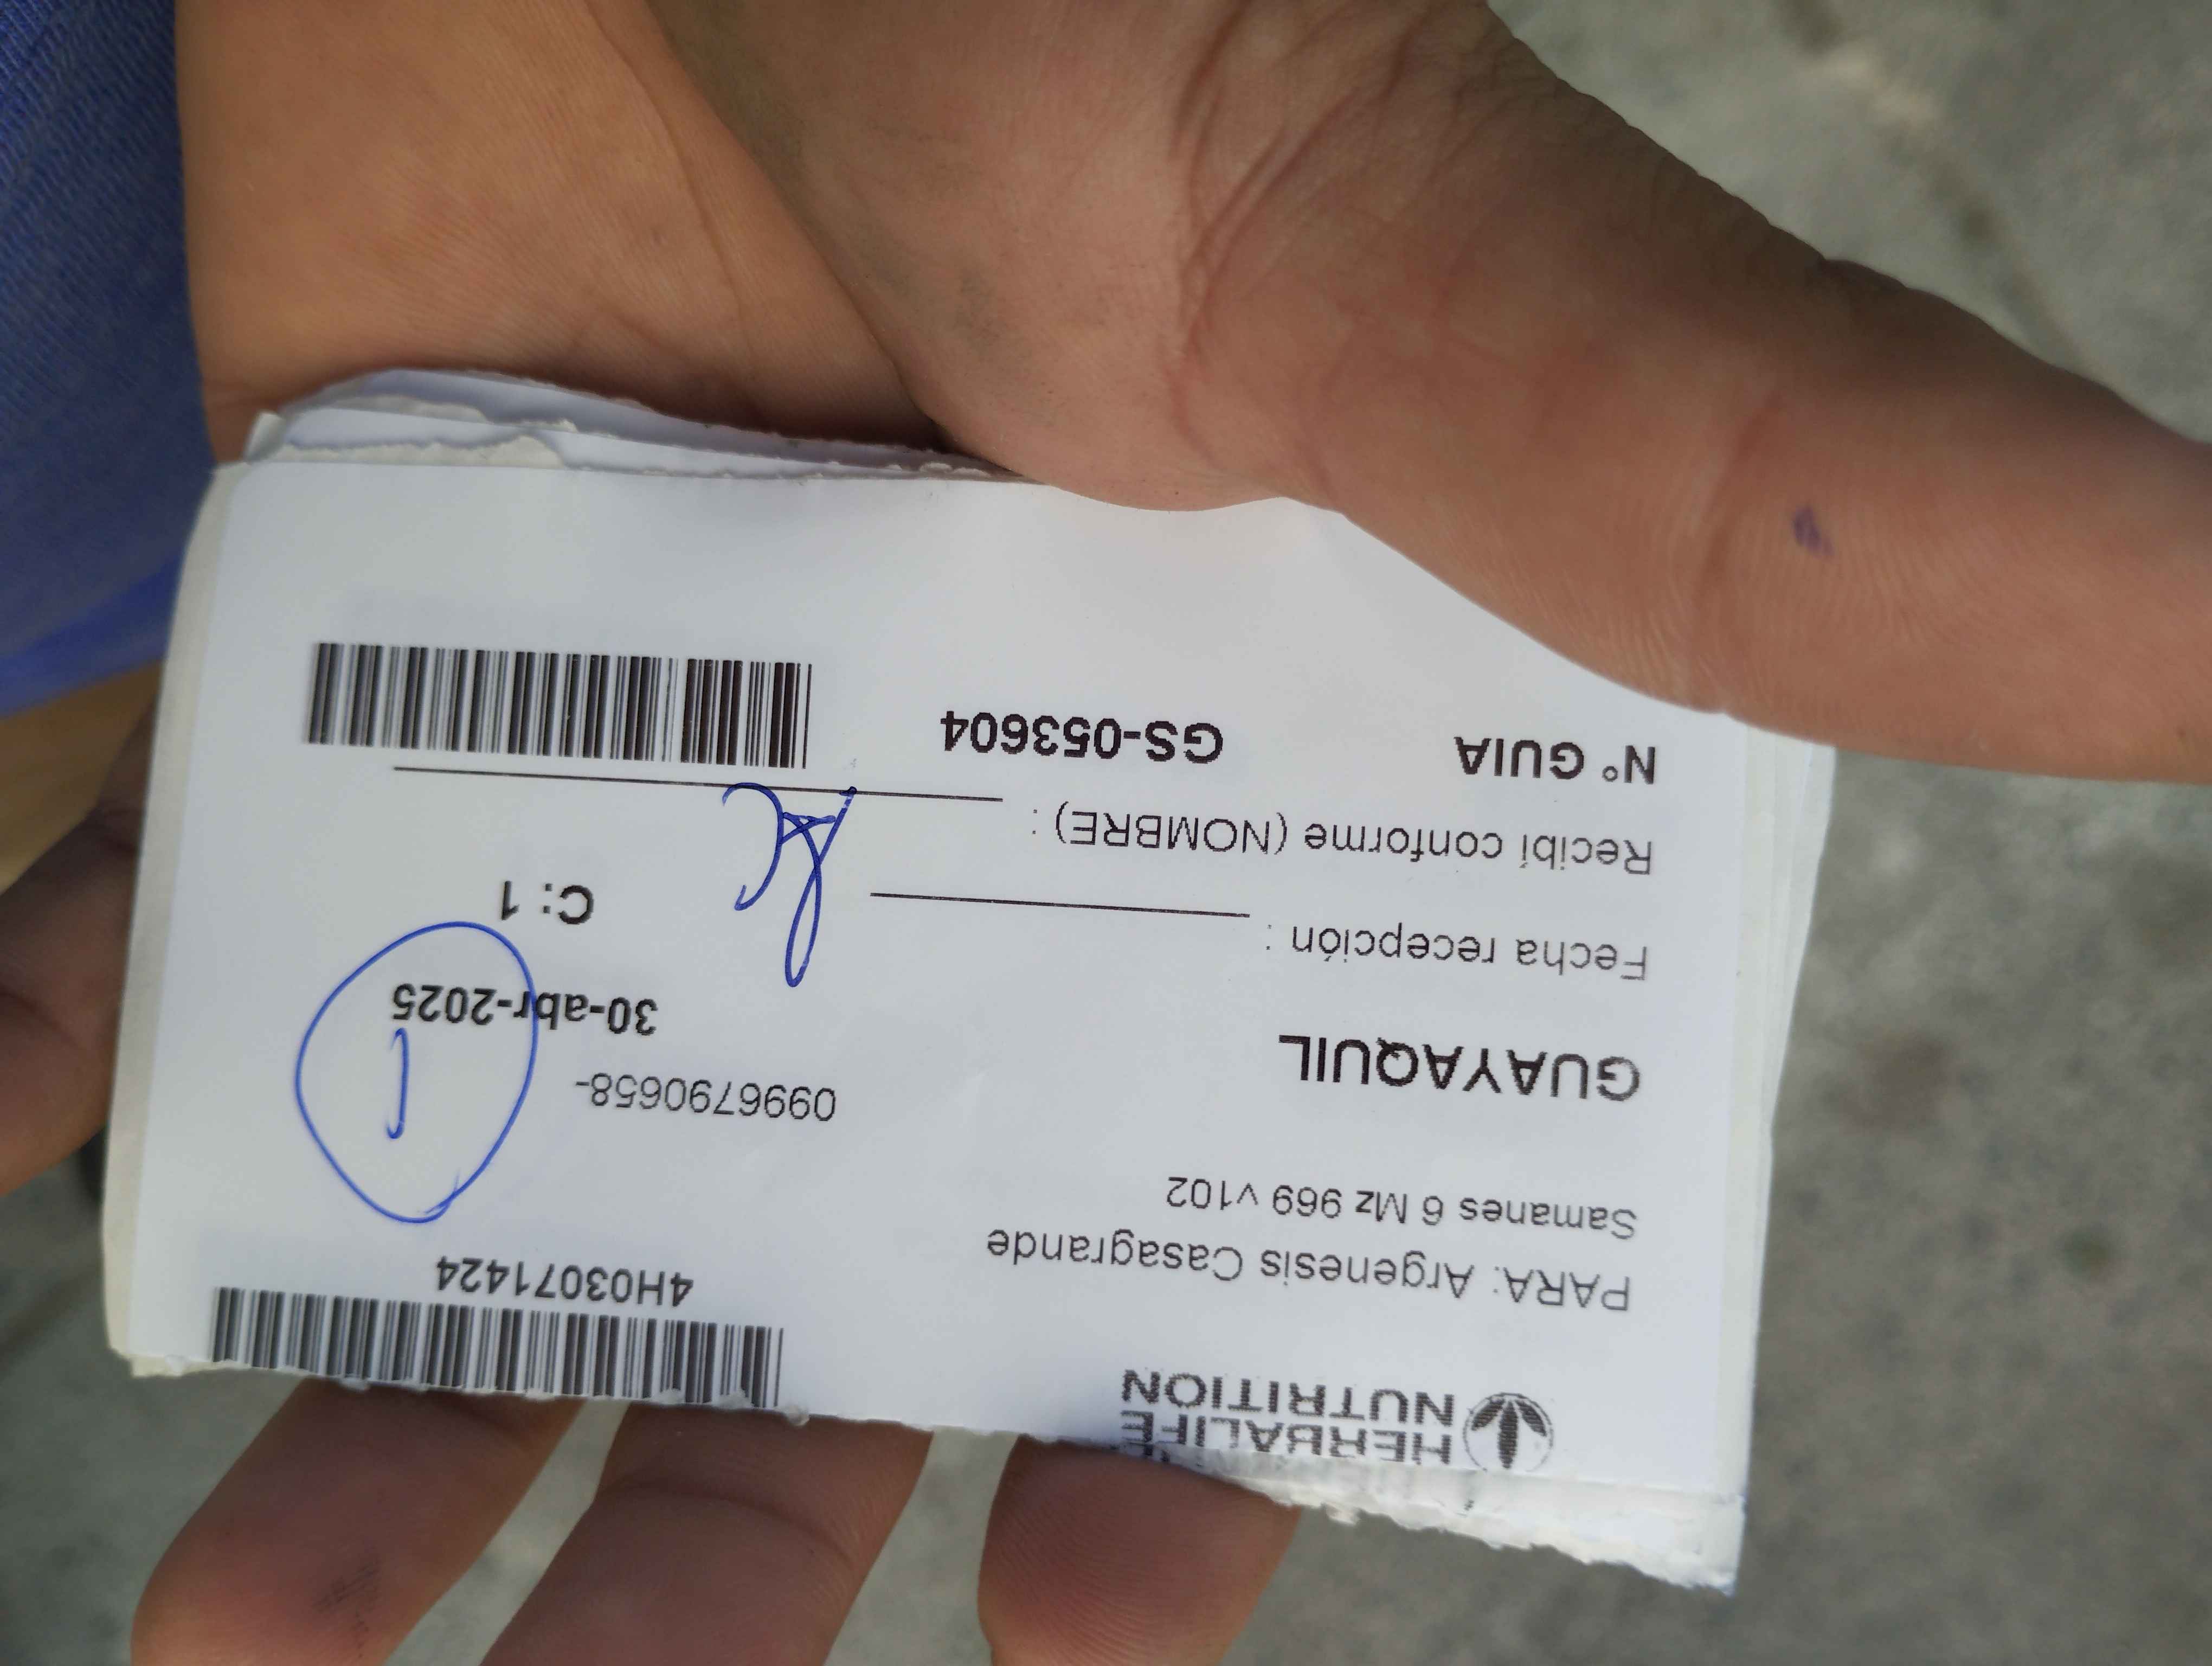 HERBALIFE
NUTRITION
4H03071424
PARA: Argenesis Casagrande
Samanes 6 Mz 969 v102
0996790658-
1
GUAYAQUIL
30-abr-2025
Fecha recepción :
C: 1
Recibí conforme (NOMBRE) :
N° GUIA GS-053604